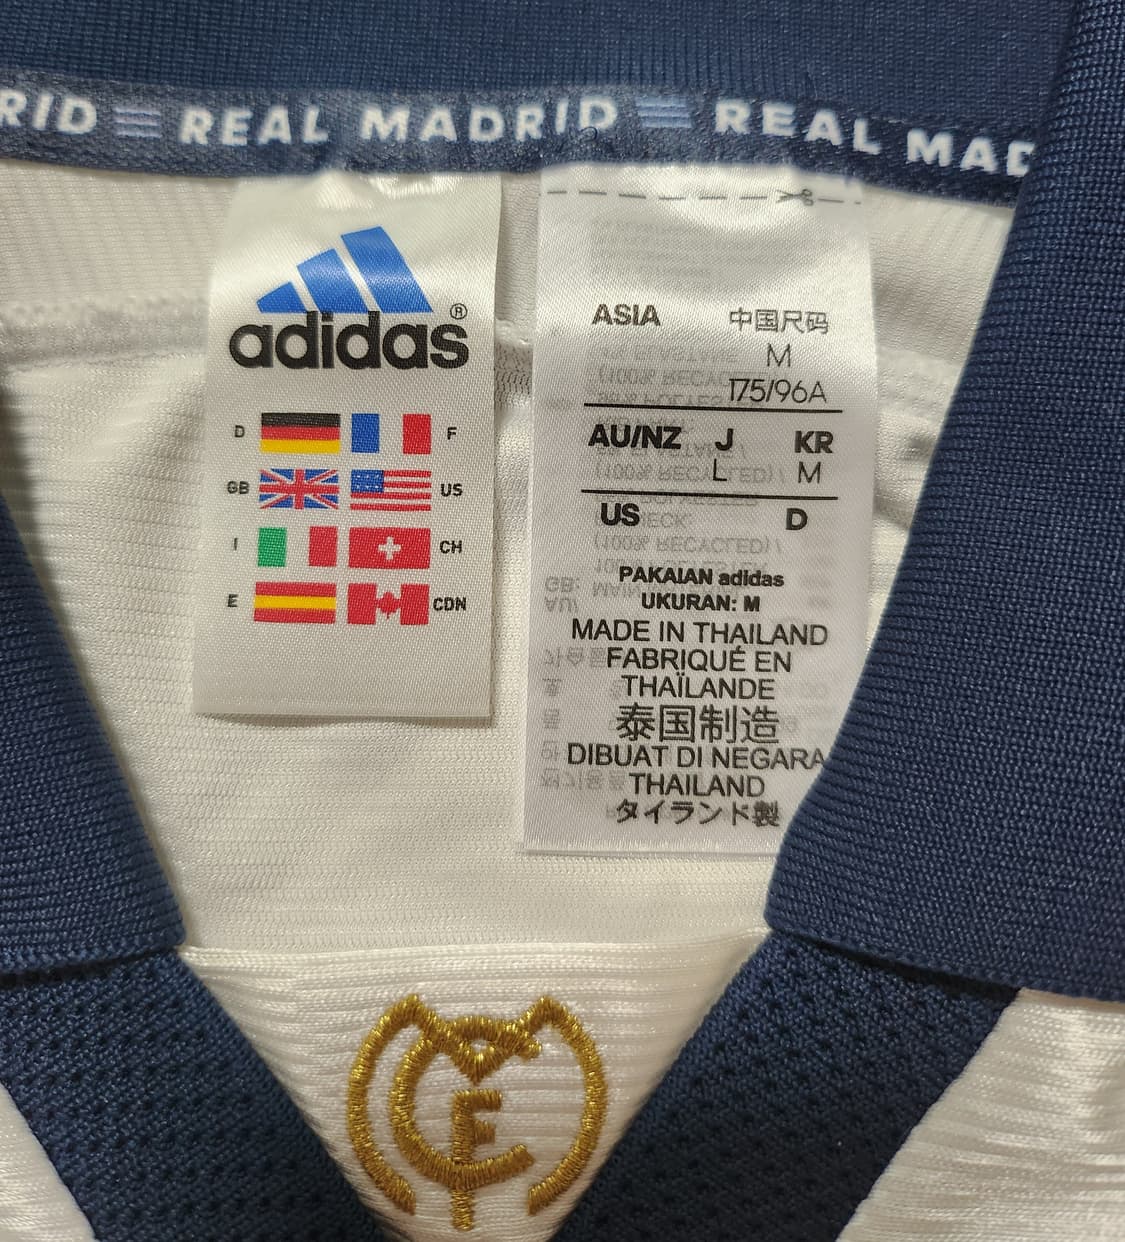 RID REAL MADRID REAL MAD
adidas®
D F
GB US
I CH
E CDN
ASIA 中国尺码
M
175/96A
AU/NZ J KR
L M
US D
PAKAIAN adidas
UKURAN: M
MADE IN THAILAND
FABRIQUÉ EN
THAÏLANDE
泰国制造
DIBUAT DI NEGARA
THAILAND
タイランド製